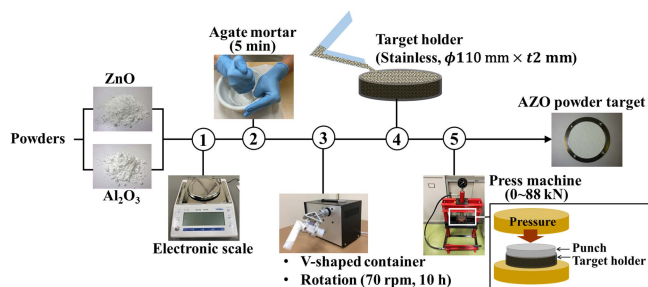 Agate mortar
(5 min)
Target holder
(Stainless, ϕ110 mm × t2 mm)
ZnO
AZO powder target
Powders
1
2
3
4
5
Al₂O₃
Electronic scale
• V-shaped container
• Rotation (70 rpm, 10 h)
Press machine
(0~88 kN)
Pressure
Punch
Target holder